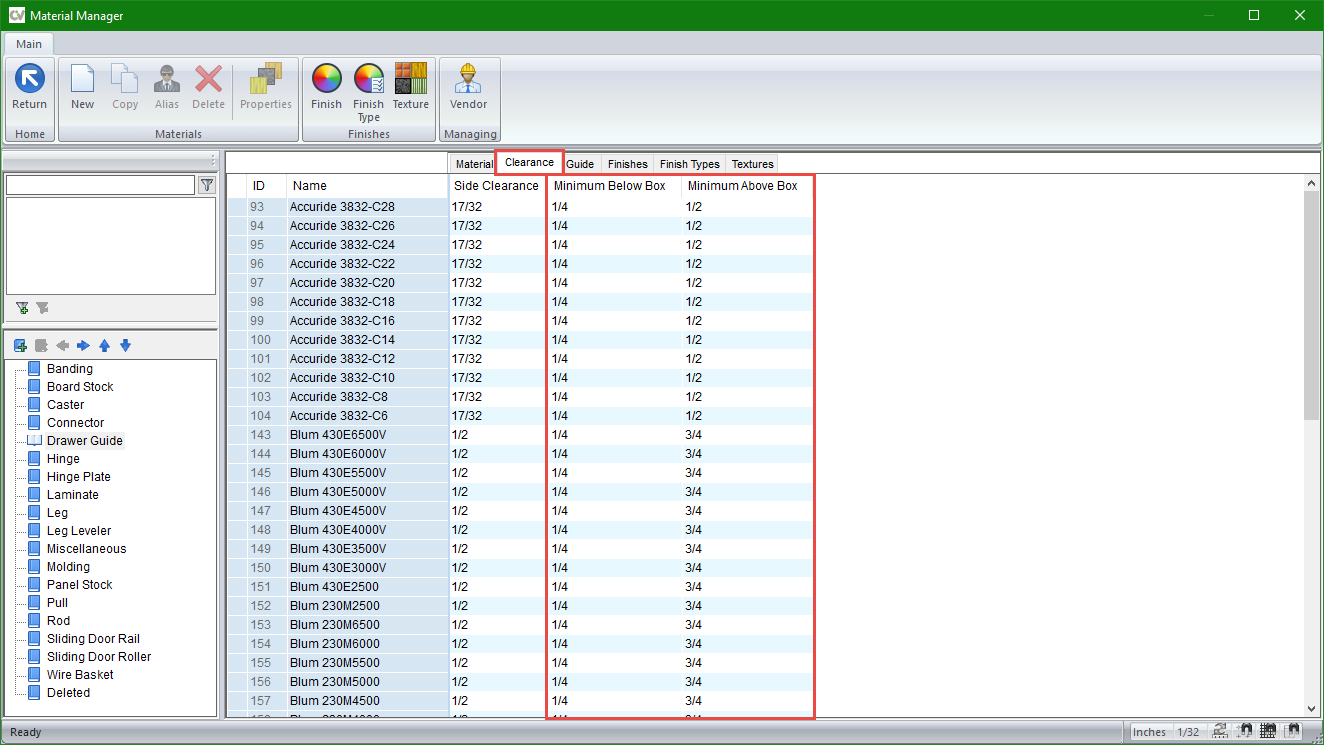 CV Material Manager
Main
Return
New
Copy
Alias
Delete
Properties
Finish
Finish Type
Texture
Vendor
Home
Materials
Finishes
Managing
Material
Clearance
Guide
Finishes
Finish Types
Textures
ID Name Side Clearance Minimum Below Box Minimum Above Box
93 Accuride 3832-C28 17/32 1/4 1/2
94 Accuride 3832-C26 17/32 1/4 1/2
95 Accuride 3832-C24 17/32 1/4 1/2
96 Accuride 3832-C22 17/32 1/4 1/2
97 Accuride 3832-C20 17/32 1/4 1/2
98 Accuride 3832-C18 17/32 1/4 1/2
99 Accuride 3832-C16 17/32 1/4 1/2
100 Accuride 3832-C14 17/32 1/4 1/2
101 Accuride 3832-C12 17/32 1/4 1/2
102 Accuride 3832-C10 17/32 1/4 1/2
103 Accuride 3832-C8 17/32 1/4 1/2
104 Accuride 3832-C6 17/32 1/4 1/2
143 Blum 430E6500V 1/2 1/4 3/4
144 Blum 430E6000V 1/2 1/4 3/4
145 Blum 430E5500V 1/2 1/4 3/4
146 Blum 430E5000V 1/2 1/4 3/4
147 Blum 430E4500V 1/2 1/4 3/4
148 Blum 430E4000V 1/2 1/4 3/4
149 Blum 430E3500V 1/2 1/4 3/4
150 Blum 430E3000V 1/2 1/4 3/4
151 Blum 430E2500 1/2 1/4 3/4
152 Blum 230M2500 1/2 1/4 3/4
153 Blum 230M6500 1/2 1/4 3/4
154 Blum 230M6000 1/2 1/4 3/4
155 Blum 230M5500 1/2 1/4 3/4
156 Blum 230M5000 1/2 1/4 3/4
157 Blum 230M4500 1/2 1/4 3/4
Banding
Board Stock
Caster
Connector
Drawer Guide
Hinge
Hinge Plate
Laminate
Leg
Leg Leveler
Miscellaneous
Molding
Panel Stock
Pull
Rod
Sliding Door Rail
Sliding Door Roller
Wire Basket
Deleted
Ready
Inches 1/32